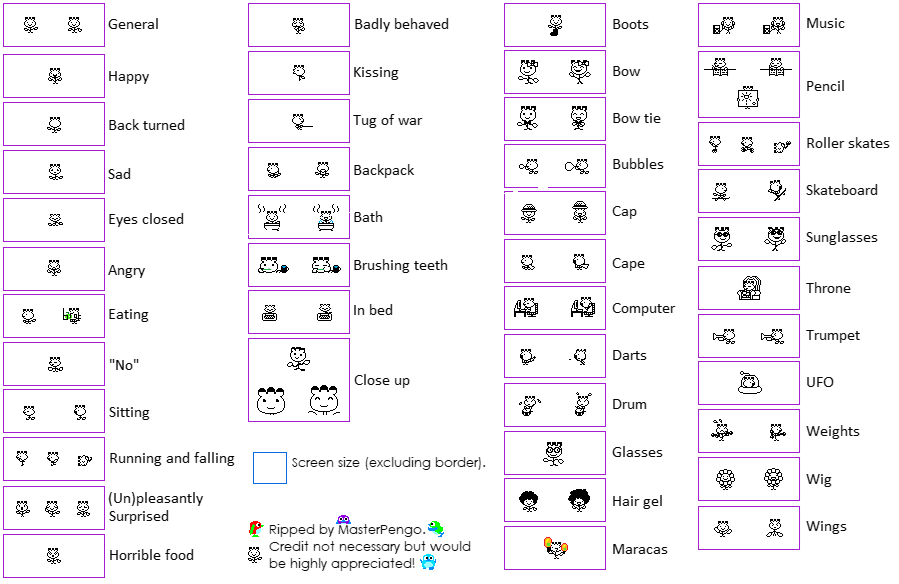 General
Happy
Back turned
Sad
Eyes closed
Angry
Eating
"No"
Sitting
Running and falling
(Un)pleasantly
Surprised
Horrible food
Badly behaved
Kissing
Tug of war
Backpack
Bath
Brushing teeth
In bed
Close up
Screen size (excluding border).
Ripped by MasterPengo.
Credit not necessary but would
be highly appreciated!
Boots
Bow
Bow tie
Bubbles
Cap
Cape
Computer
Darts
Drum
Glasses
Hair gel
Maracas
Music
Pencil
Roller skates
Skateboard
Sunglasses
Throne
Trumpet
UFO
Weights
Wig
Wings